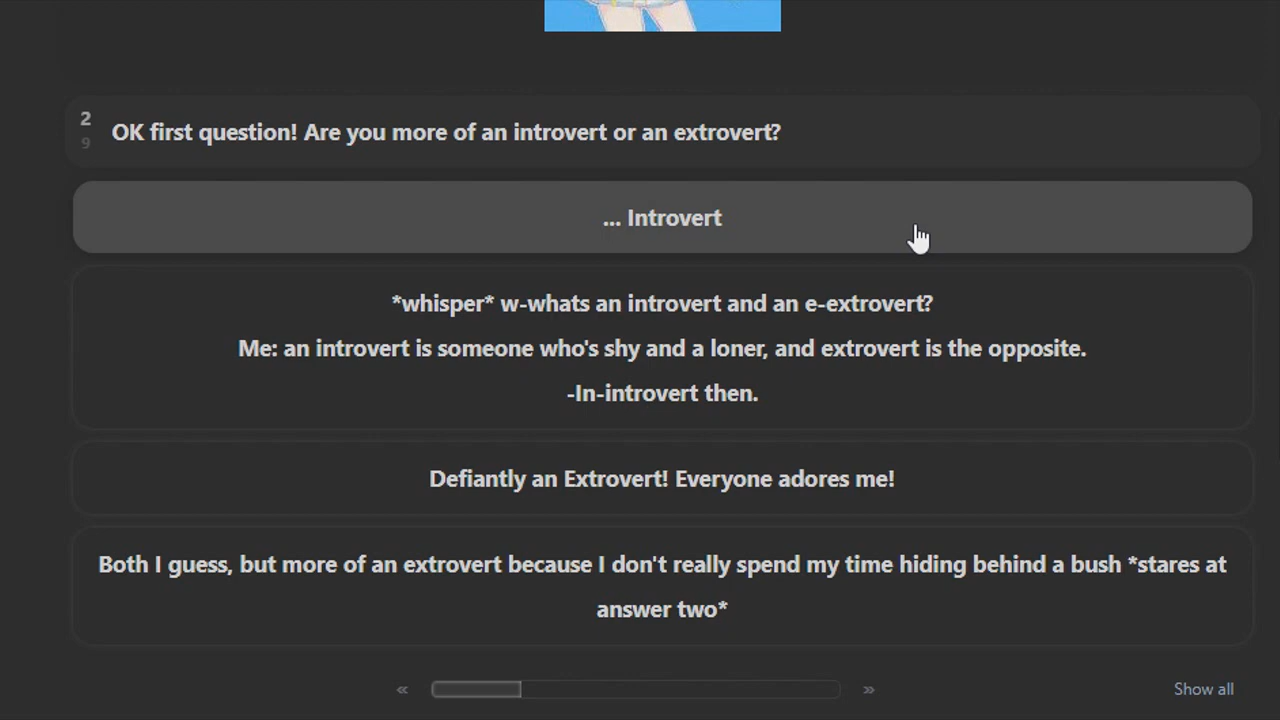 2
9
OK first question! Are you more of an introvert or an extrovert?
... Introvert
*whisper* w-whats an introvert and an e-extrovert?
Me: an introvert is someone who's shy and a loner, and extrovert is the opposite.
-In-introvert then.
Defiantly an Extrovert! Everyone adores me!
Both I guess, but more of an extrovert because I don't really spend my time hiding behind a bush *stares at
answer two*
« »
Show all